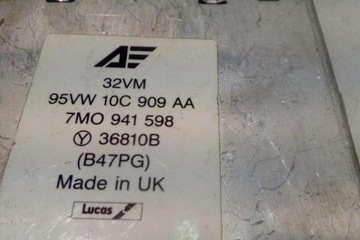 AE
32VM
95VW 10C 909 AA
7MO 941 598
Y 36810B
(B47PG)
Made in UK
Lucas